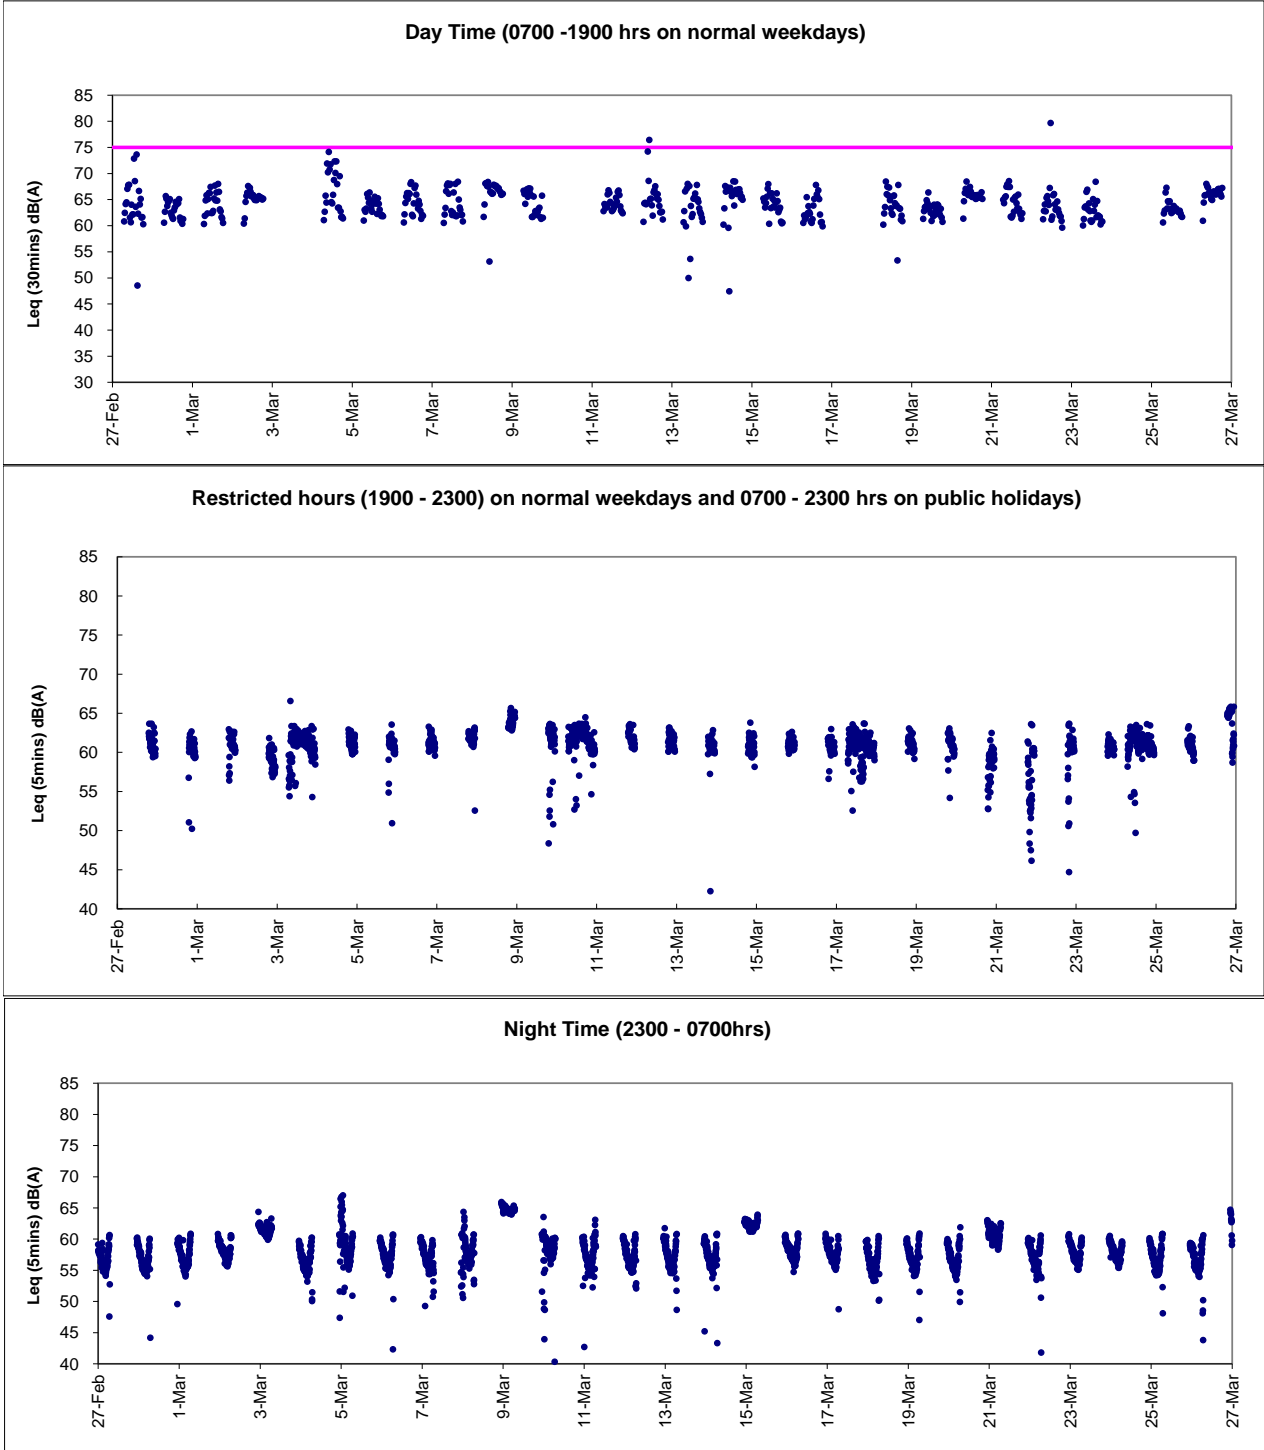 Day Time (0700 -1900 hrs on normal weekdays)
Leq (30mins) dB(A)
85
80
75
70
65
60
55
50
45
40
35
30
27-Feb
1-Mar
3-Mar
5-Mar
7-Mar
9-Mar
11-Mar
13-Mar
15-Mar
17-Mar
19-Mar
21-Mar
23-Mar
25-Mar
27-Mar
Restricted hours (1900 - 2300) on normal weekdays and 0700 - 2300 hrs on public holidays)
Leq (5mins) dB(A)
85
80
75
70
65
60
55
50
45
40
27-Feb
1-Mar
3-Mar
5-Mar
7-Mar
9-Mar
11-Mar
13-Mar
15-Mar
17-Mar
19-Mar
21-Mar
23-Mar
25-Mar
27-Mar
Night Time (2300 - 0700hrs)
Leq (5mins) dB(A)
85
80
75
70
65
60
55
50
45
40
27-Feb
1-Mar
3-Mar
5-Mar
7-Mar
9-Mar
11-Mar
13-Mar
15-Mar
17-Mar
19-Mar
21-Mar
23-Mar
25-Mar
27-Mar